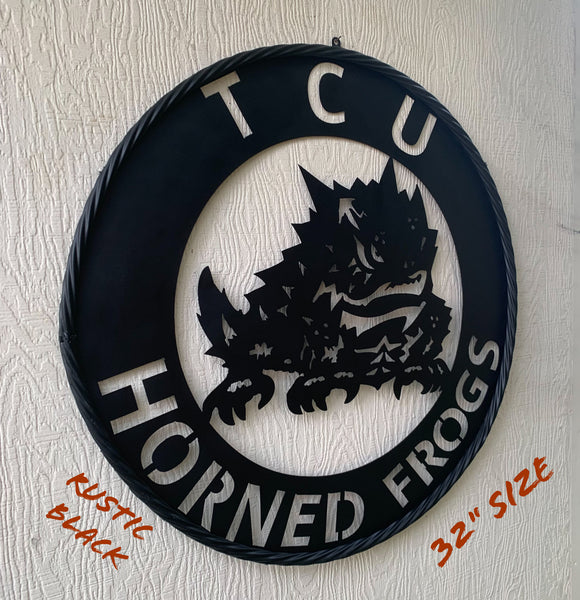 TCU
HORNED FROGS
RUSTIC
BLACK
32" SIZE